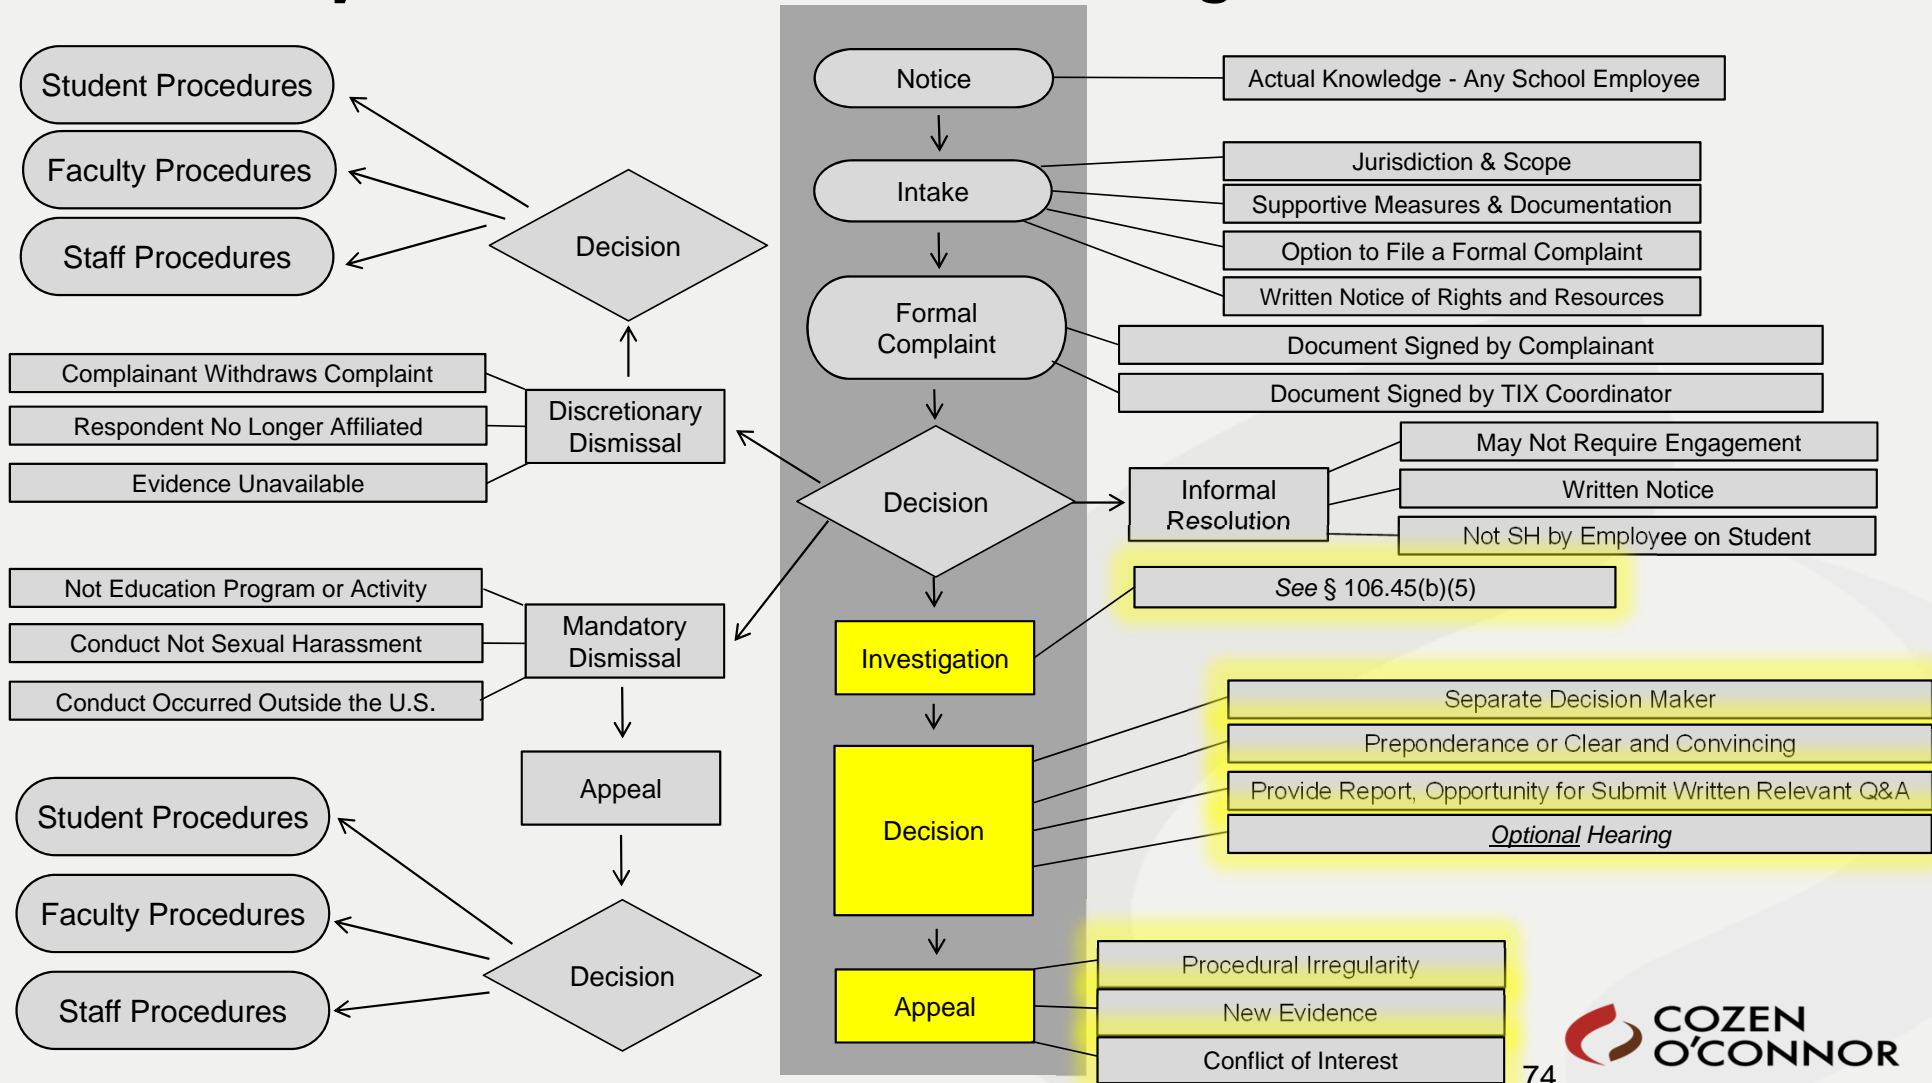 Student Procedures
Faculty Procedures
Staff Procedures
Decision
Complainant Withdraws Complaint
Respondent No Longer Affiliated
Evidence Unavailable
Discretionary
Dismissal
Not Education Program or Activity
Conduct Not Sexual Harassment
Conduct Occurred Outside the U.S.
Mandatory
Dismissal
Appeal
Student Procedures
Faculty Procedures
Staff Procedures
Decision
Notice
Actual Knowledge - Any School Employee
Intake
Jurisdiction & Scope
Supportive Measures & Documentation
Option to File a Formal Complaint
Written Notice of Rights and Resources
Formal
Complaint
Document Signed by Complainant
Document Signed by TIX Coordinator
Decision
Informal
Resolution
May Not Require Engagement
Written Notice
Not SH by Employee on Student
See § 106.45(b)(5)
Investigation
Separate Decision Maker
Preponderance or Clear and Convincing
Provide Report, Opportunity for Submit Written Relevant Q&A
Optional Hearing
Decision
Appeal
Procedural Irregularity
New Evidence
Conflict of Interest
74
COZEN
O'CONNOR